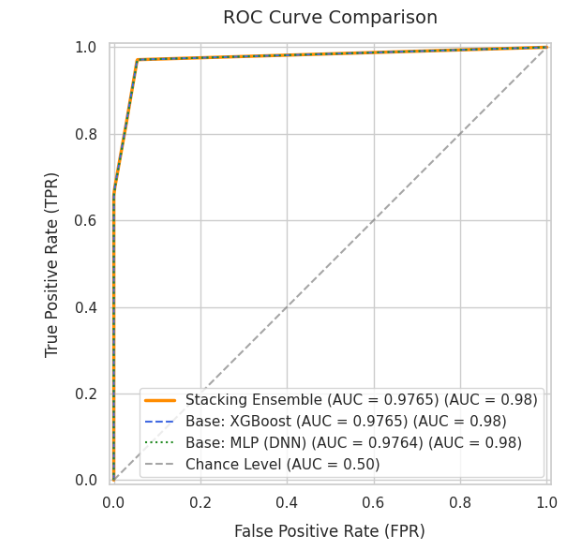 ROC Curve Comparison
1.0
0.8
0.6
0.4
0.2
0.0
True Positive Rate (TPR)
Stacking Ensemble (AUC = 0.9765) (AUC = 0.98)
Base: XGBoost (AUC = 0.9765) (AUC = 0.98)
Base: MLP (DNN) (AUC = 0.9764) (AUC = 0.98)
Chance Level (AUC = 0.50)
0.0 0.2 0.4 0.6 0.8 1.0
False Positive Rate (FPR)